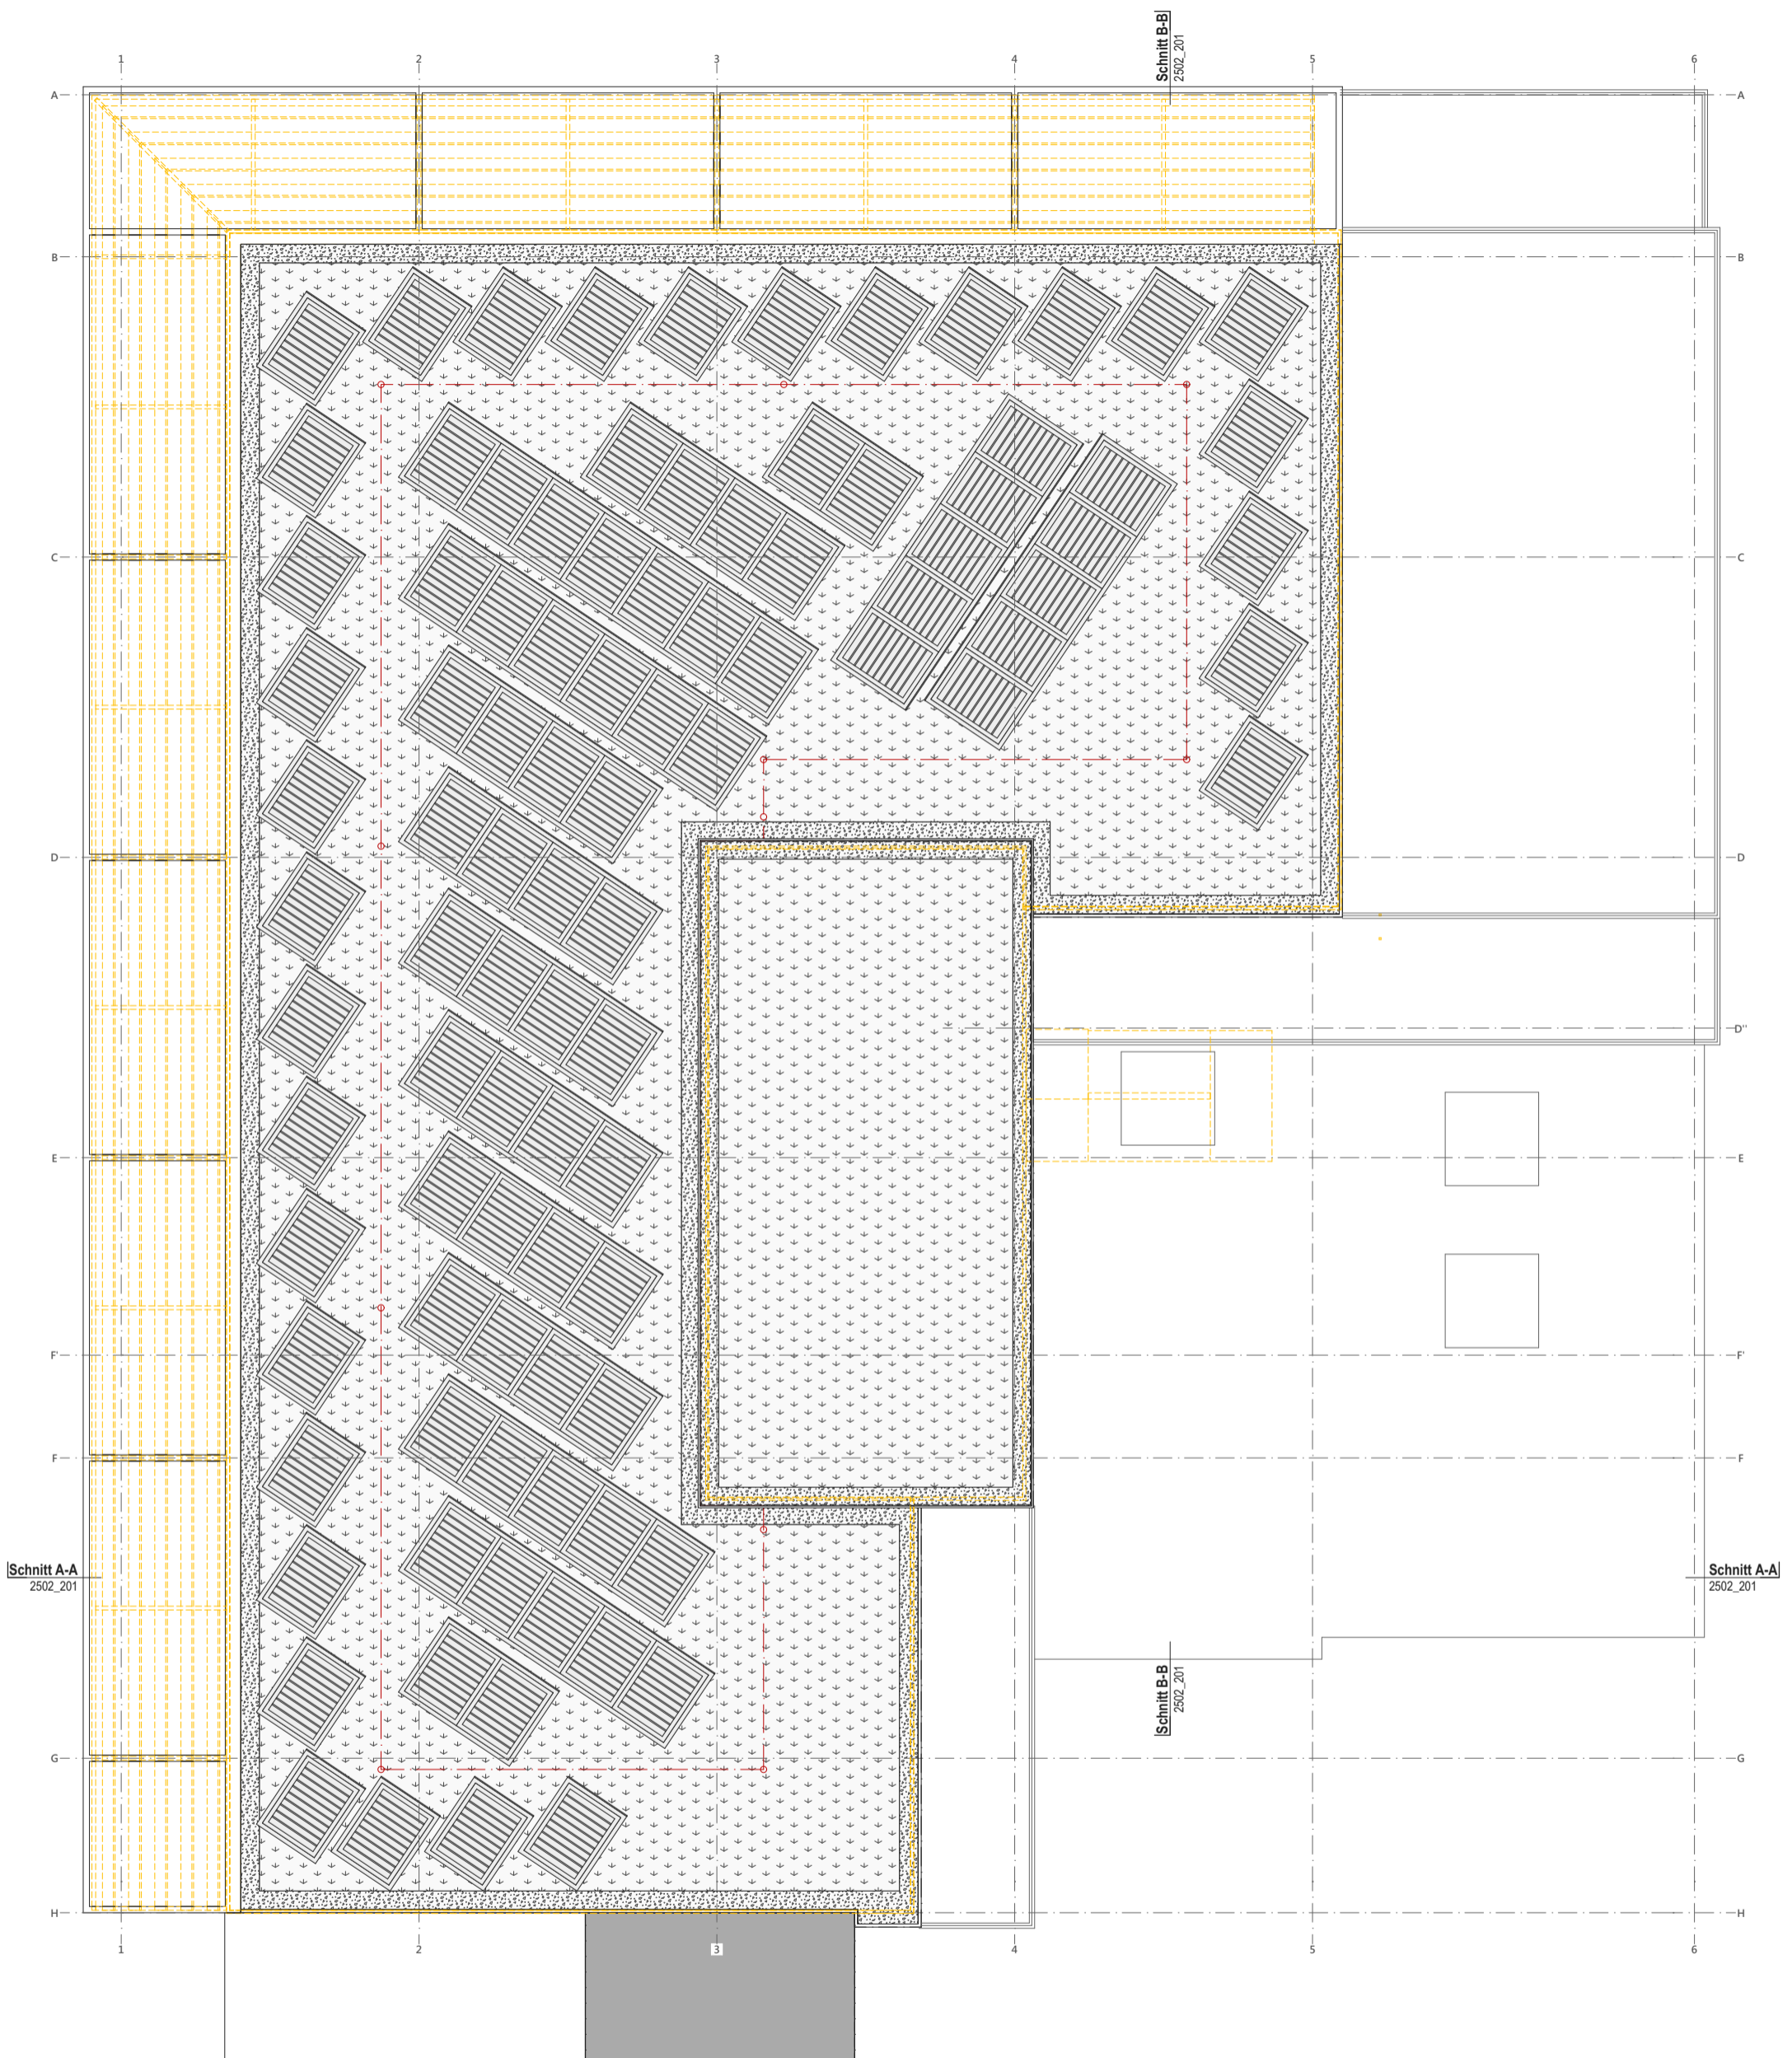 Schnitt B-B
2502_201
1 2 3 4 5 6
A A
B B
C C
D D
D''
E E
F' F'
F F
Schnitt A-A
2502_201
Schnitt A-A
2502_201
Schnitt B-B
2502_201
G G
H H
1 2 3 4 5 6